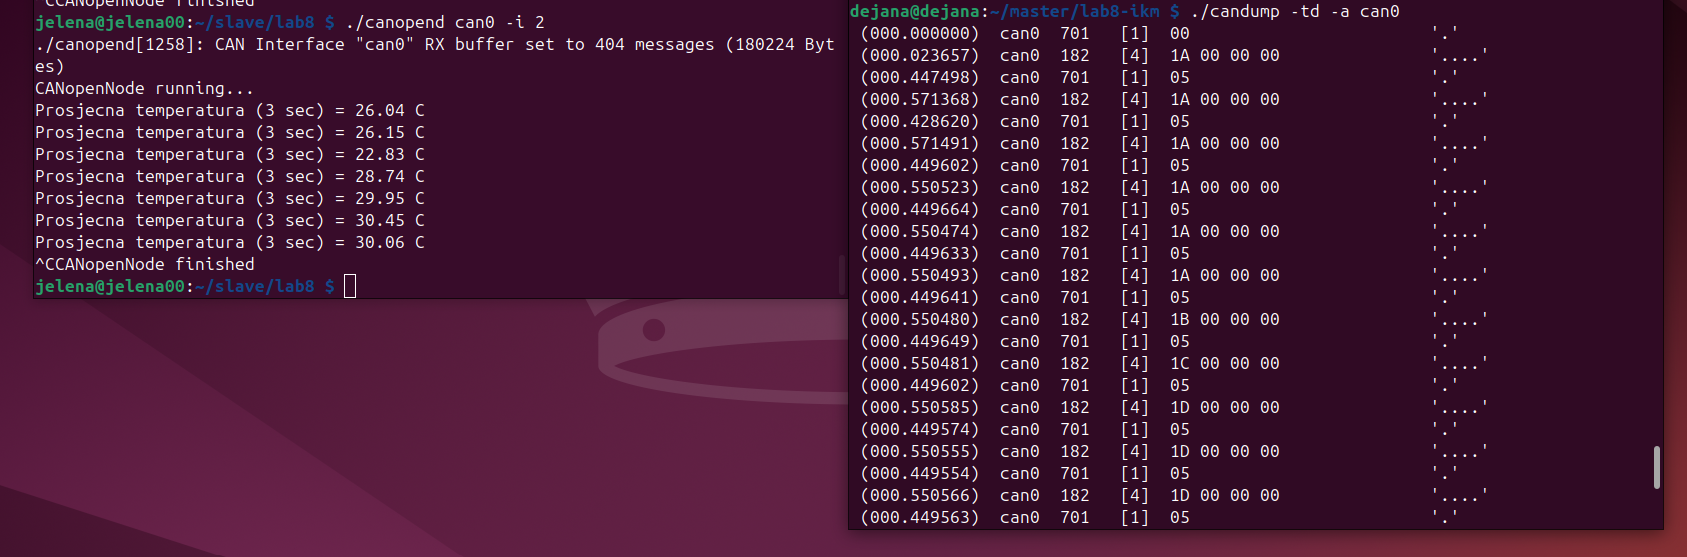 CCANopenNode finished
jelena@jelena00:~/slave/lab8 $ ./canopend can0 -i 2
./canopend[1258]: CAN Interface "can0" RX buffer set to 404 messages (180224 Byt
es)
CANopenNode running...
Prosjecna temperatura (3 sec) = 26.04 C
Prosjecna temperatura (3 sec) = 26.15 C
Prosjecna temperatura (3 sec) = 22.83 C
Prosjecna temperatura (3 sec) = 28.74 C
Prosjecna temperatura (3 sec) = 29.95 C
Prosjecna temperatura (3 sec) = 30.45 C
Prosjecna temperatura (3 sec) = 30.06 C
^CCANopenNode finished
jelena@jelena00:~/slave/lab8 $
dejana@dejana:~/master/lab8-ikm $ ./candump -td -a can0
(000.000000) can0 701 [1] 00 '.'
(000.023657) can0 182 [4] 1A 00 00 00 '....'
(000.447498) can0 701 [1] 05 '.'
(000.571368) can0 182 [4] 1A 00 00 00 '....'
(000.428620) can0 701 [1] 05 '.'
(000.571491) can0 182 [4] 1A 00 00 00 '....'
(000.449602) can0 701 [1] 05 '.'
(000.550523) can0 182 [4] 1A 00 00 00 '....'
(000.449664) can0 701 [1] 05 '.'
(000.550474) can0 182 [4] 1A 00 00 00 '....'
(000.449633) can0 701 [1] 05 '.'
(000.550493) can0 182 [4] 1A 00 00 00 '....'
(000.449641) can0 701 [1] 05 '.'
(000.550480) can0 182 [4] 1B 00 00 00 '....'
(000.449649) can0 701 [1] 05 '.'
(000.550481) can0 182 [4] 1C 00 00 00 '....'
(000.449602) can0 701 [1] 05 '.'
(000.550585) can0 182 [4] 1D 00 00 00 '....'
(000.449574) can0 701 [1] 05 '.'
(000.550555) can0 182 [4] 1D 00 00 00 '....'
(000.449554) can0 701 [1] 05 '.'
(000.550566) can0 182 [4] 1D 00 00 00 '....'
(000.449563) can0 701 [1] 05 '.'